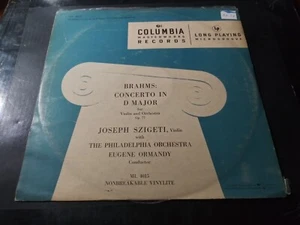 COLUMBIA
MASTERWORKS
RECORDS
LONG PLAYING
MICROGROOVE
BRAHMS:
CONCERTO IN
D MAJOR
for
Violin and Orchestra
Op. 77
JOSEPH SZIGETI, Violin
with
THE PHILADELPHIA ORCHESTRA
EUGENE ORMANDY
Conductor
ML 4015
NONBREAKABLE VINYLITE